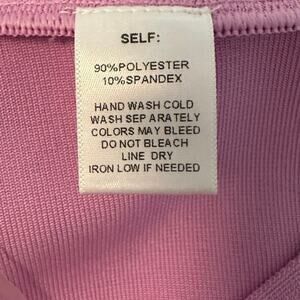 SELF:
90%POLYESTER
10%SPANDEX
HAND WASH COLD
WASH SEP ARATELY
COLORS MAY BLEED
DO NOT BLEACH
LINE DRY
IRON LOW IF NEEDED